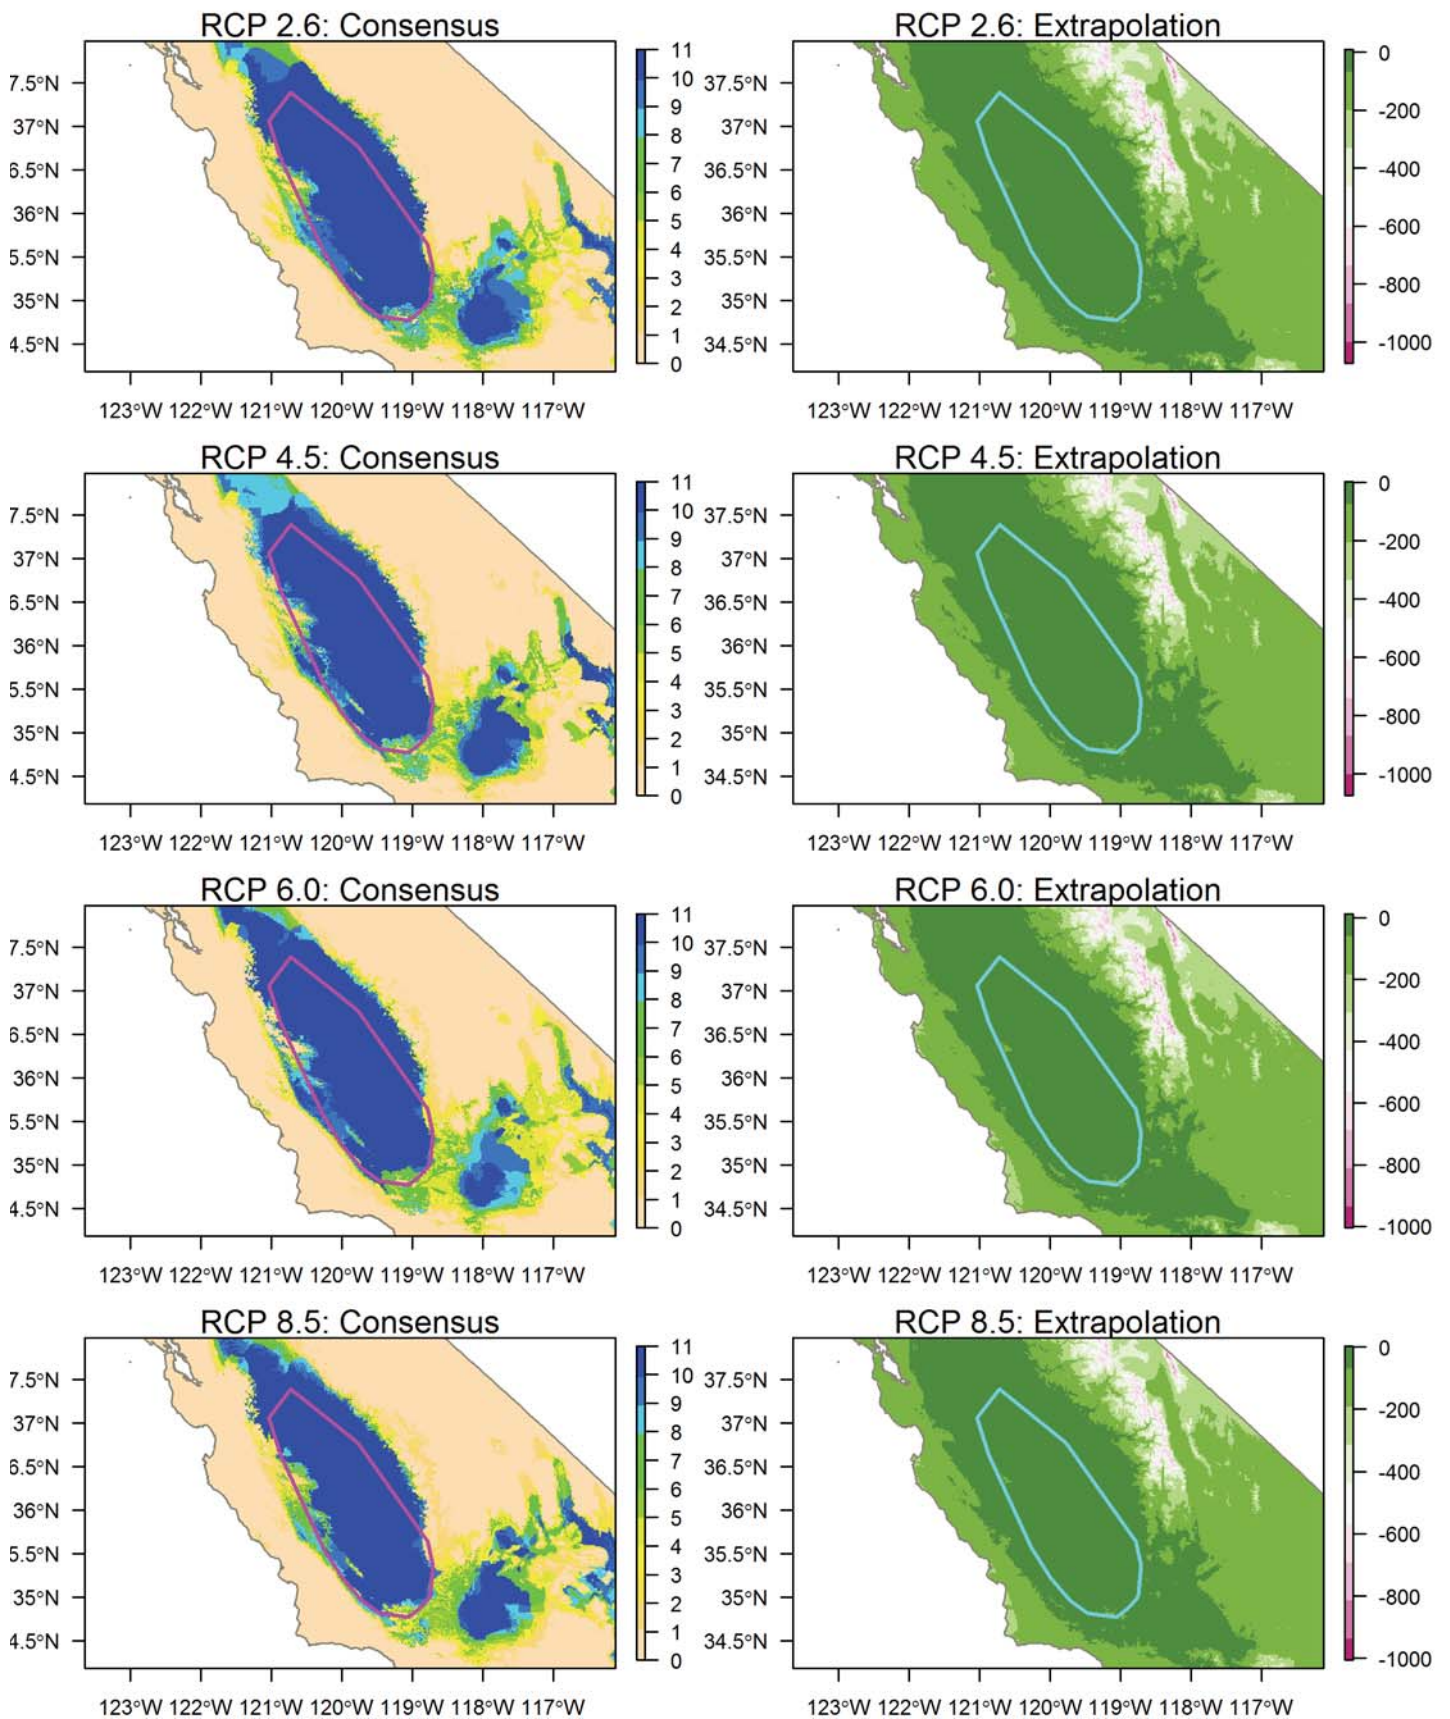 RCP 2.6: Consensus
7.5°N
37°N
6.5°N
36°N
5.5°N
35°N
4.5°N
123°W 122°W 121°W 120°W 119°W 118°W 117°W
11
10
9
8
7
6
5
4
3
2
1
0
RCP 2.6: Extrapolation
37.5°N
37°N
36.5°N
36°N
35.5°N
35°N
34.5°N
123°W 122°W 121°W 120°W 119°W 118°W 117°W
0
-200
-400
-600
-800
-1000
RCP 4.5: Consensus
7.5°N
37°N
6.5°N
36°N
5.5°N
35°N
4.5°N
123°W 122°W 121°W 120°W 119°W 118°W 117°W
11
10
9
8
7
6
5
4
3
2
1
0
RCP 4.5: Extrapolation
37.5°N
37°N
36.5°N
36°N
35.5°N
35°N
34.5°N
123°W 122°W 121°W 120°W 119°W 118°W 117°W
0
-200
-400
-600
-800
-1000
RCP 6.0: Consensus
7.5°N
37°N
6.5°N
36°N
5.5°N
35°N
4.5°N
123°W 122°W 121°W 120°W 119°W 118°W 117°W
11
10
9
8
7
6
5
4
3
2
1
0
RCP 6.0: Extrapolation
37.5°N
37°N
36.5°N
36°N
35.5°N
35°N
34.5°N
123°W 122°W 121°W 120°W 119°W 118°W 117°W
0
-200
-400
-600
-800
-1000
RCP 8.5: Consensus
7.5°N
37°N
6.5°N
36°N
5.5°N
35°N
4.5°N
123°W 122°W 121°W 120°W 119°W 118°W 117°W
11
10
9
8
7
6
5
4
3
2
1
0
RCP 8.5: Extrapolation
37.5°N
37°N
36.5°N
36°N
35.5°N
35°N
34.5°N
123°W 122°W 121°W 120°W 119°W 118°W 117°W
0
-200
-400
-600
-800
-1000